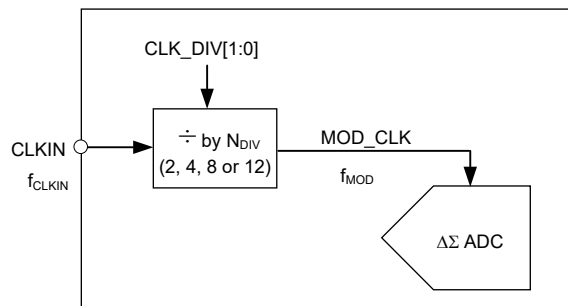 CLK_DIV[1:0]
CLKIN
fCLKIN
÷ by NDIV
(2, 4, 8 or 12)
MOD_CLK
fMOD
ΔΣ ADC